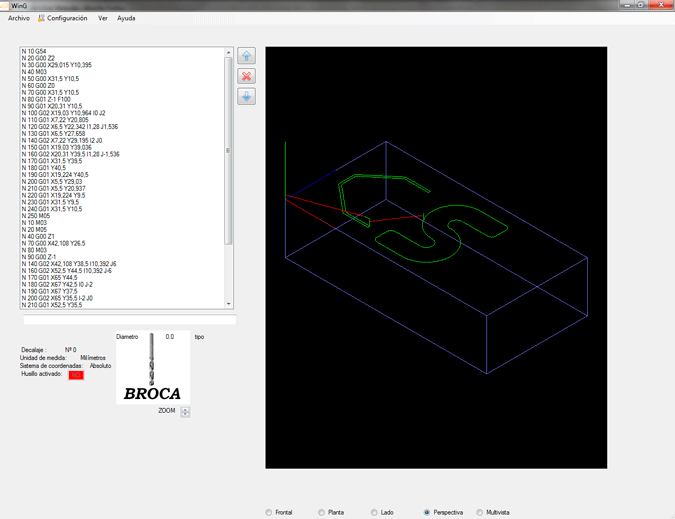 WinG
Archivo Configuración Ver Ayuda
N 10 G54
N 20 G00 Z2
N 30 G00 X29,015 Y10,395
N 40 M03
N 50 G00 X31,5 Y10,5
N 60 G00 Z0
N 70 G00 X31,5 Y10,5
N 80 G01 Z-1 F100
N 90 G01 X20,31 Y10,5
N 100 G02 X19,03 Y10,964 I0 J2
N 110 G01 X7,22 Y20,805
N 120 G02 X6,5 Y22,342 I1,28 J1,536
N 130 G01 X6,5 Y27,658
N 140 G02 X7,22 Y29,195 I2 J0
N 150 G01 X19,03 Y39,036
N 160 G02 X20,31 Y39,5 I1,28 J-1,536
N 170 G01 X31,5 Y39,5
N 180 G01 Y40,5
N 190 G01 X19,224 Y40,5
N 200 G01 X5,5 Y29,03
N 210 G01 X5,5 Y20,937
N 220 G01 X19,224 Y9,5
N 230 G01 X31,5 Y9,5
N 240 G01 X31,5 Y10,5
N.250 M05
N 10 M03
N 20 M05
N 40 G00 Z1
N 70 G00 X42,108 Y26,5
N 80 M03
N 90 G00 Z-1
N 140 G02 X42,108 Y38,5 I10,392 J6
N 160 G02 X52,5 Y44,5 I10,392 J-6
N 170 G01 X65 Y44,5
N 180 G02 X67 Y42,5 I0 J-2
N 190 G01 X67 Y37,5
N 200 G02 X65 Y35,5 I-2 J0
N 210 G01 X52,5 Y35,5
Diametro 0.0 tipo
Decalaje : Nº 0
Unidad de medida: Milímetros
Sistema de coordenadas: Absoluto
Husillo activado: NO
BROCA
ZOOM
Frontal Planta Lado Perspectiva Multivista